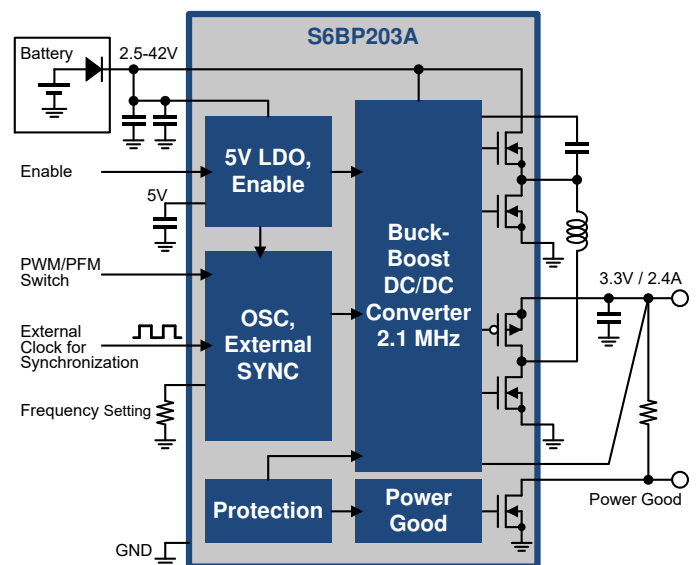 S6BP203A
Battery
2.5-42V
5V LDO,
Enable
Enable
5V
Buck-
Boost
DC/DC
Converter
2.1 MHz
PWM/PFM
Switch
OSC,
External
SYNC
3.3V / 2.4A
External
Clock for
Synchronization
Frequency Setting
Protection
Power
Good
Power Good
GND